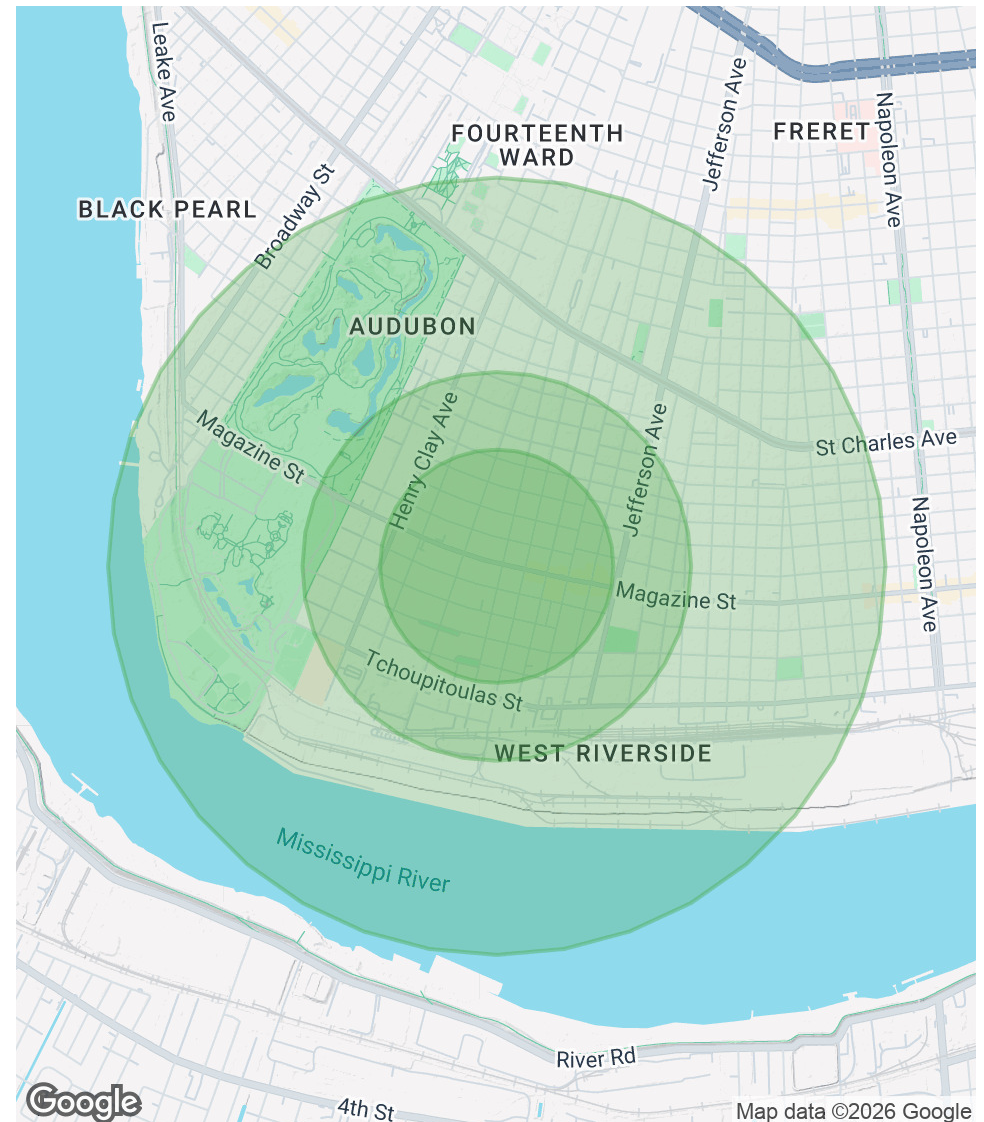 Leake Ave
Jefferson Ave
Napoleon Ave
FOURTEENTH
WARD
FRERET
Broadway St
BLACK PEARL
AUDUBON
Magazine St
Henry Clay Ave
Jefferson Ave
St Charles Ave
Napoleon Ave
Magazine St
Tchoupitoulas St
WEST RIVERSIDE
Mississippi River
River Rd
4th St
Google
Map data ©2026 Google